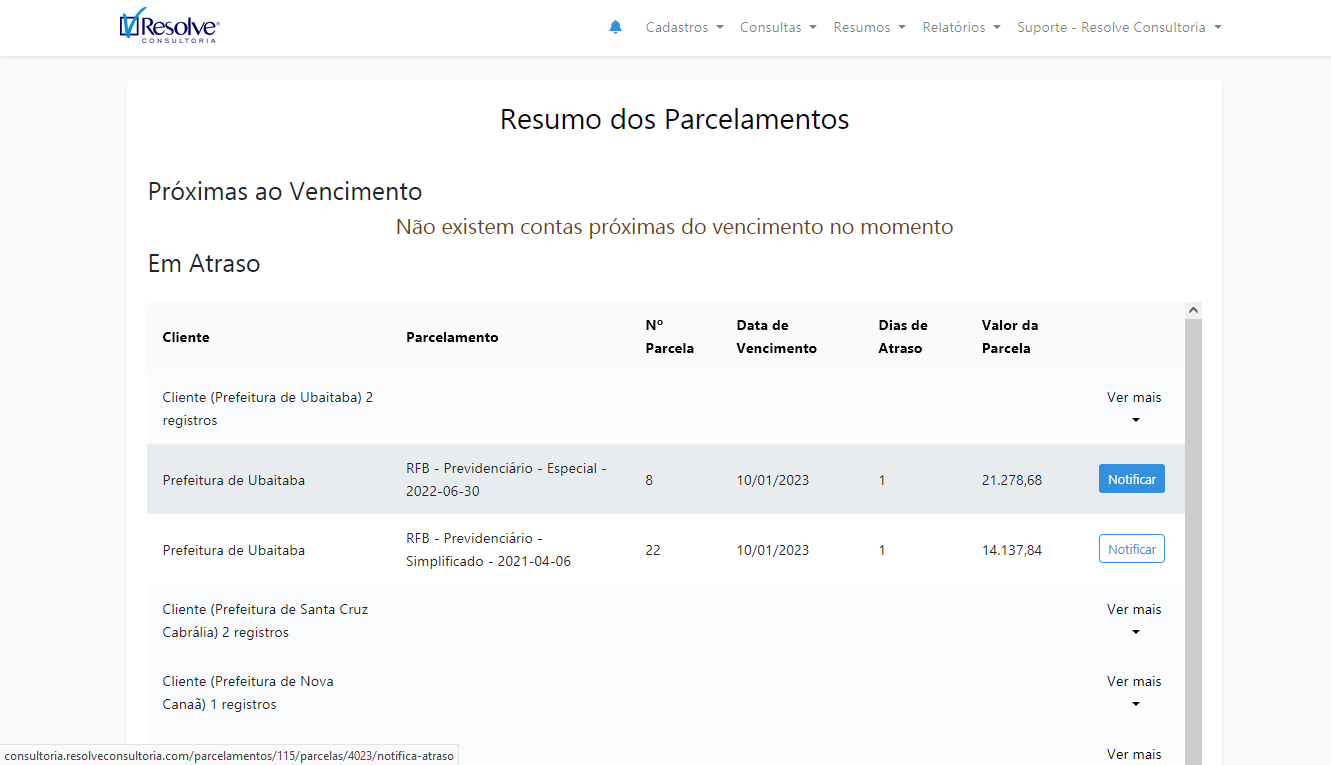 Resolve®
CONSULTORIA
Cadastros
Consultas
Resumos
Relatórios
Suporte - Resolve Consultoria
Resumo dos Parcelamentos
Próximas ao Vencimento
Não existem contas próximas do vencimento no momento
Em Atraso
Cliente
Parcelamento
Nº
Parcela
Data de
Vencimento
Dias de
Atraso
Valor da
Parcela
Cliente (Prefeitura de Ubaitaba) 2
registros
Ver mais
Prefeitura de Ubaitaba
RFB - Previdenciário - Especial -
2022-06-30
8
10/01/2023
1
21.278,68
Notificar
Prefeitura de Ubaitaba
RFB - Previdenciário -
Simplificado - 2021-04-06
22
10/01/2023
1
14.137,84
Notificar
Cliente (Prefeitura de Santa Cruz
Cabrália) 2 registros
Ver mais
Cliente (Prefeitura de Nova
Canaã) 1 registros
Ver mais
Ver mais
consultoria.resolveconsultoria.com/parcelamentos/115/parcelas/4023/notifica-atraso